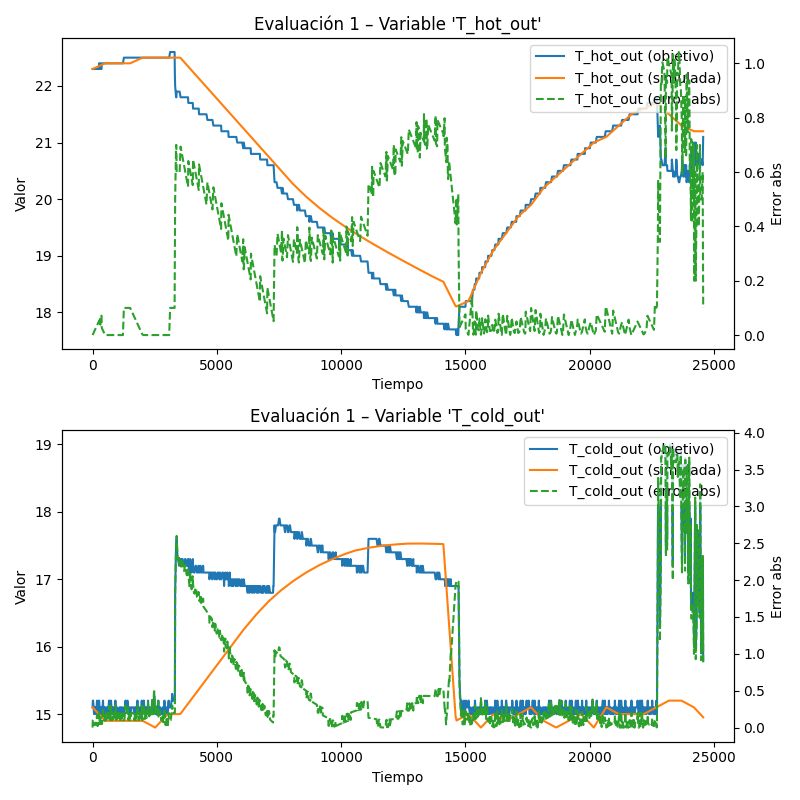 Evaluación 1 – Variable 'T_hot_out'
T_hot_out (objetivo)
T_hot_out (simulada)
T_hot_out (error abs)
22
21
20
19
18
Valor
1.0
0.8
0.6
0.4
0.2
0.0
Error abs
0
5000
10000
15000
20000
25000
Tiempo
Evaluación 1 – Variable 'T_cold_out'
T_cold_out (objetivo)
T_cold_out (simulada)
T_cold_out (error abs)
19
18
17
16
15
Valor
4.0
3.5
3.0
2.5
2.0
1.5
1.0
0.5
0.0
Error abs
0
5000
10000
15000
20000
25000
Tiempo